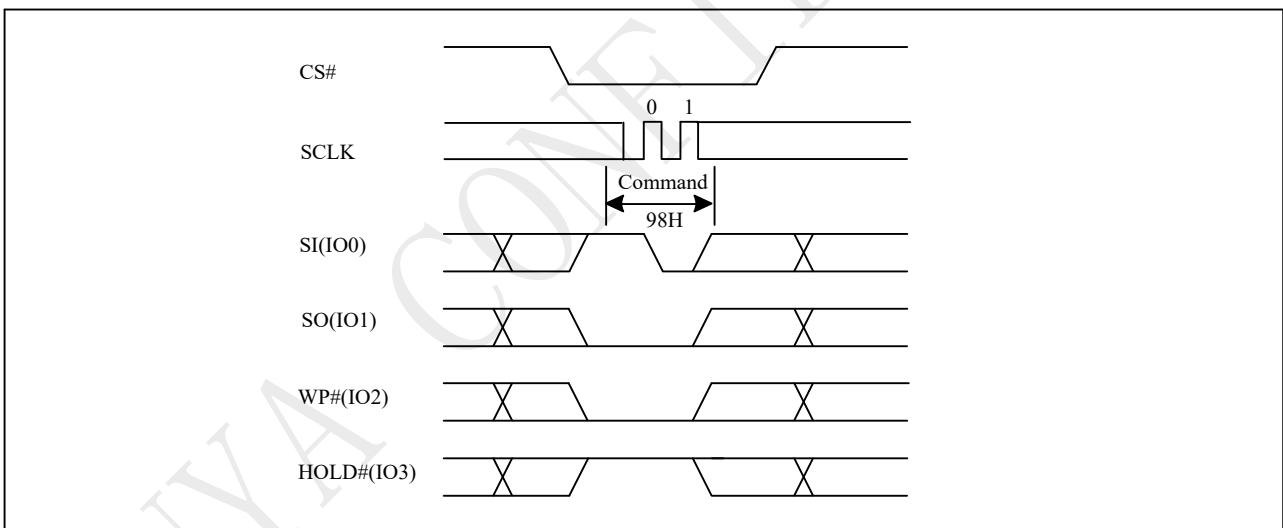 CS#
0 1
SCLK
Command
98H
SI(IO0)
SO(IO1)
WP#(IO2)
HOLD#(IO3)